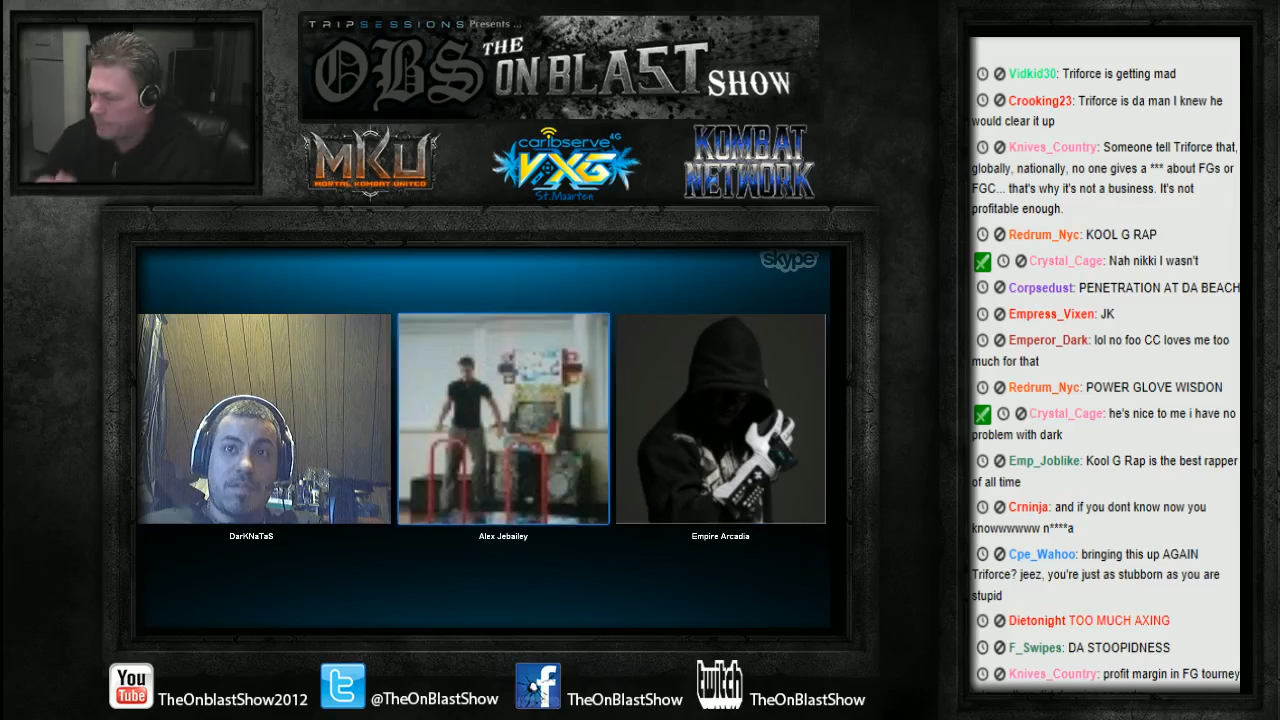 TRIPSESSIONS Presents ...
OBS THE ON BLAST SHOW
MKU
MORTAL KOMBAT UNITED
caribserve 4G
VXG
St.Maarten
KOMBAT
NETWORK
skype
DarKNaTaS
Alex Jebailey
Empire Arcadia
You
Tube
TheOnBlastShow2012
@TheOnBlastShow
TheOnBlastShow
twitch
TheOnBlastShow
Vidkid30: Triforce is getting mad
Crooking23: Triforce is da man I knew he
would clear it up
Knives_Country: Someone tell Triforce that,
globally, nationally, no one gives a *** about FGs or
FGC... that's why it's not a business. It's not
profitable enough.
Redrum_Nyc: KOOL G RAP
Crystal_Cage: Nah nikki I wasn't
Corpsedust: PENETRATION AT DA BEACH
Empress_Vixen: JK
Emperor_Dark: lol no foo CC loves me too
much for that
Redrum_Nyc: POWER GLOVE WISDON
Crystal_Cage: he's nice to me i have no
problem with dark
Emp_Joblike: Kool G Rap is the best rapper
of all time
Crninja: and if you dont know now you
knowwwwww n****a
Cpe_Wahoo: bringing this up AGAIN
Triforce? jeez, you're just as stubborn as you are
stupid
Dietonight TOO MUCH AXING
F_Swipes: DA STOOPIDNESS
Knives_Country: profit margin in FG tourney